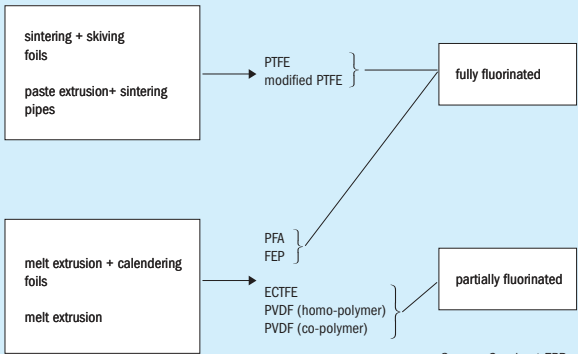 sintering + skiving
foils
paste extrusion+ sintering
pipes
PTFE
modified PTFE
fully fluorinated
melt extrusion + calendering
foils
melt extrusion
PFA
FEP
ECTFE
PVDF (homo-polymer)
PVDF (co-polymer)
partially fluorinated